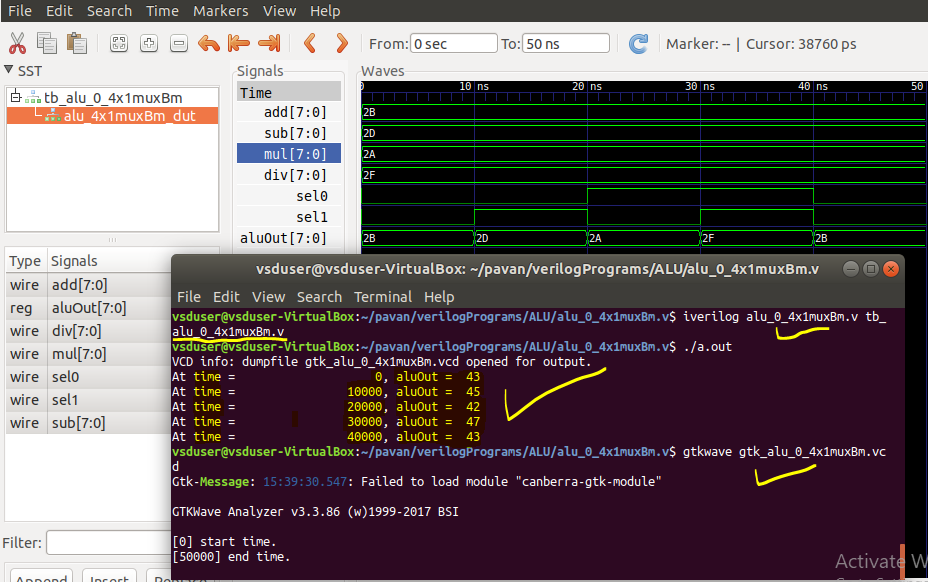 File Edit Search Time Markers View Help
From: 0 sec To: 50 ns Marker: -- | Cursor: 38760 ps
SST
tb_alu_0_4x1muxBm
alu_4x1muxBm_dut
Signals
Time
add[7:0]
sub[7:0]
mul[7:0]
div[7:0]
sel0
sel1
aluOut[7:0]
Waves
0 10 ns 20 ns 30 ns 40 ns 50
2B
2D
2A
2F
2B 2D 2A 2F 2B
Type Signals
wire add[7:0]
reg aluOut[7:0]
wire div[7:0]
wire mul[7:0]
wire sel0
wire sel1
wire sub[7:0]
Filter:
Append Insert Replace
vsduser@vsduser-VirtualBox: ~/pavan/verilogPrograms/ALU/alu_0_4x1muxBm.v
File Edit View Search Terminal Help
vsduser@vsduser-VirtualBox:~/pavan/verilogPrograms/ALU/alu_0_4x1muxBm.v$ iverilog alu_0_4x1muxBm.v tb_
alu_0_4x1muxBm.v
vsduser@vsduser-VirtualBox:~/pavan/verilogPrograms/ALU/alu_0_4x1muxBm.v$ ./a.out
VCD info: dumpfile gtk_alu_0_4x1muxBm.vcd opened for output.
At time = 0, aluOut = 43
At time = 10000, aluOut = 45
At time = 20000, aluOut = 42
At time = 30000, aluOut = 47
At time = 40000, aluOut = 43
vsduser@vsduser-VirtualBox:~/pavan/verilogPrograms/ALU/alu_0_4x1muxBm.v$ gtkwave gtk_alu_0_4x1muxBm.vc
d
Gtk-Message: 15:39:30.547: Failed to load module "canberra-gtk-module"
GTKWave Analyzer v3.3.86 (w)1999-2017 BSI
[0] start time.
[50000] end time.
Activate W